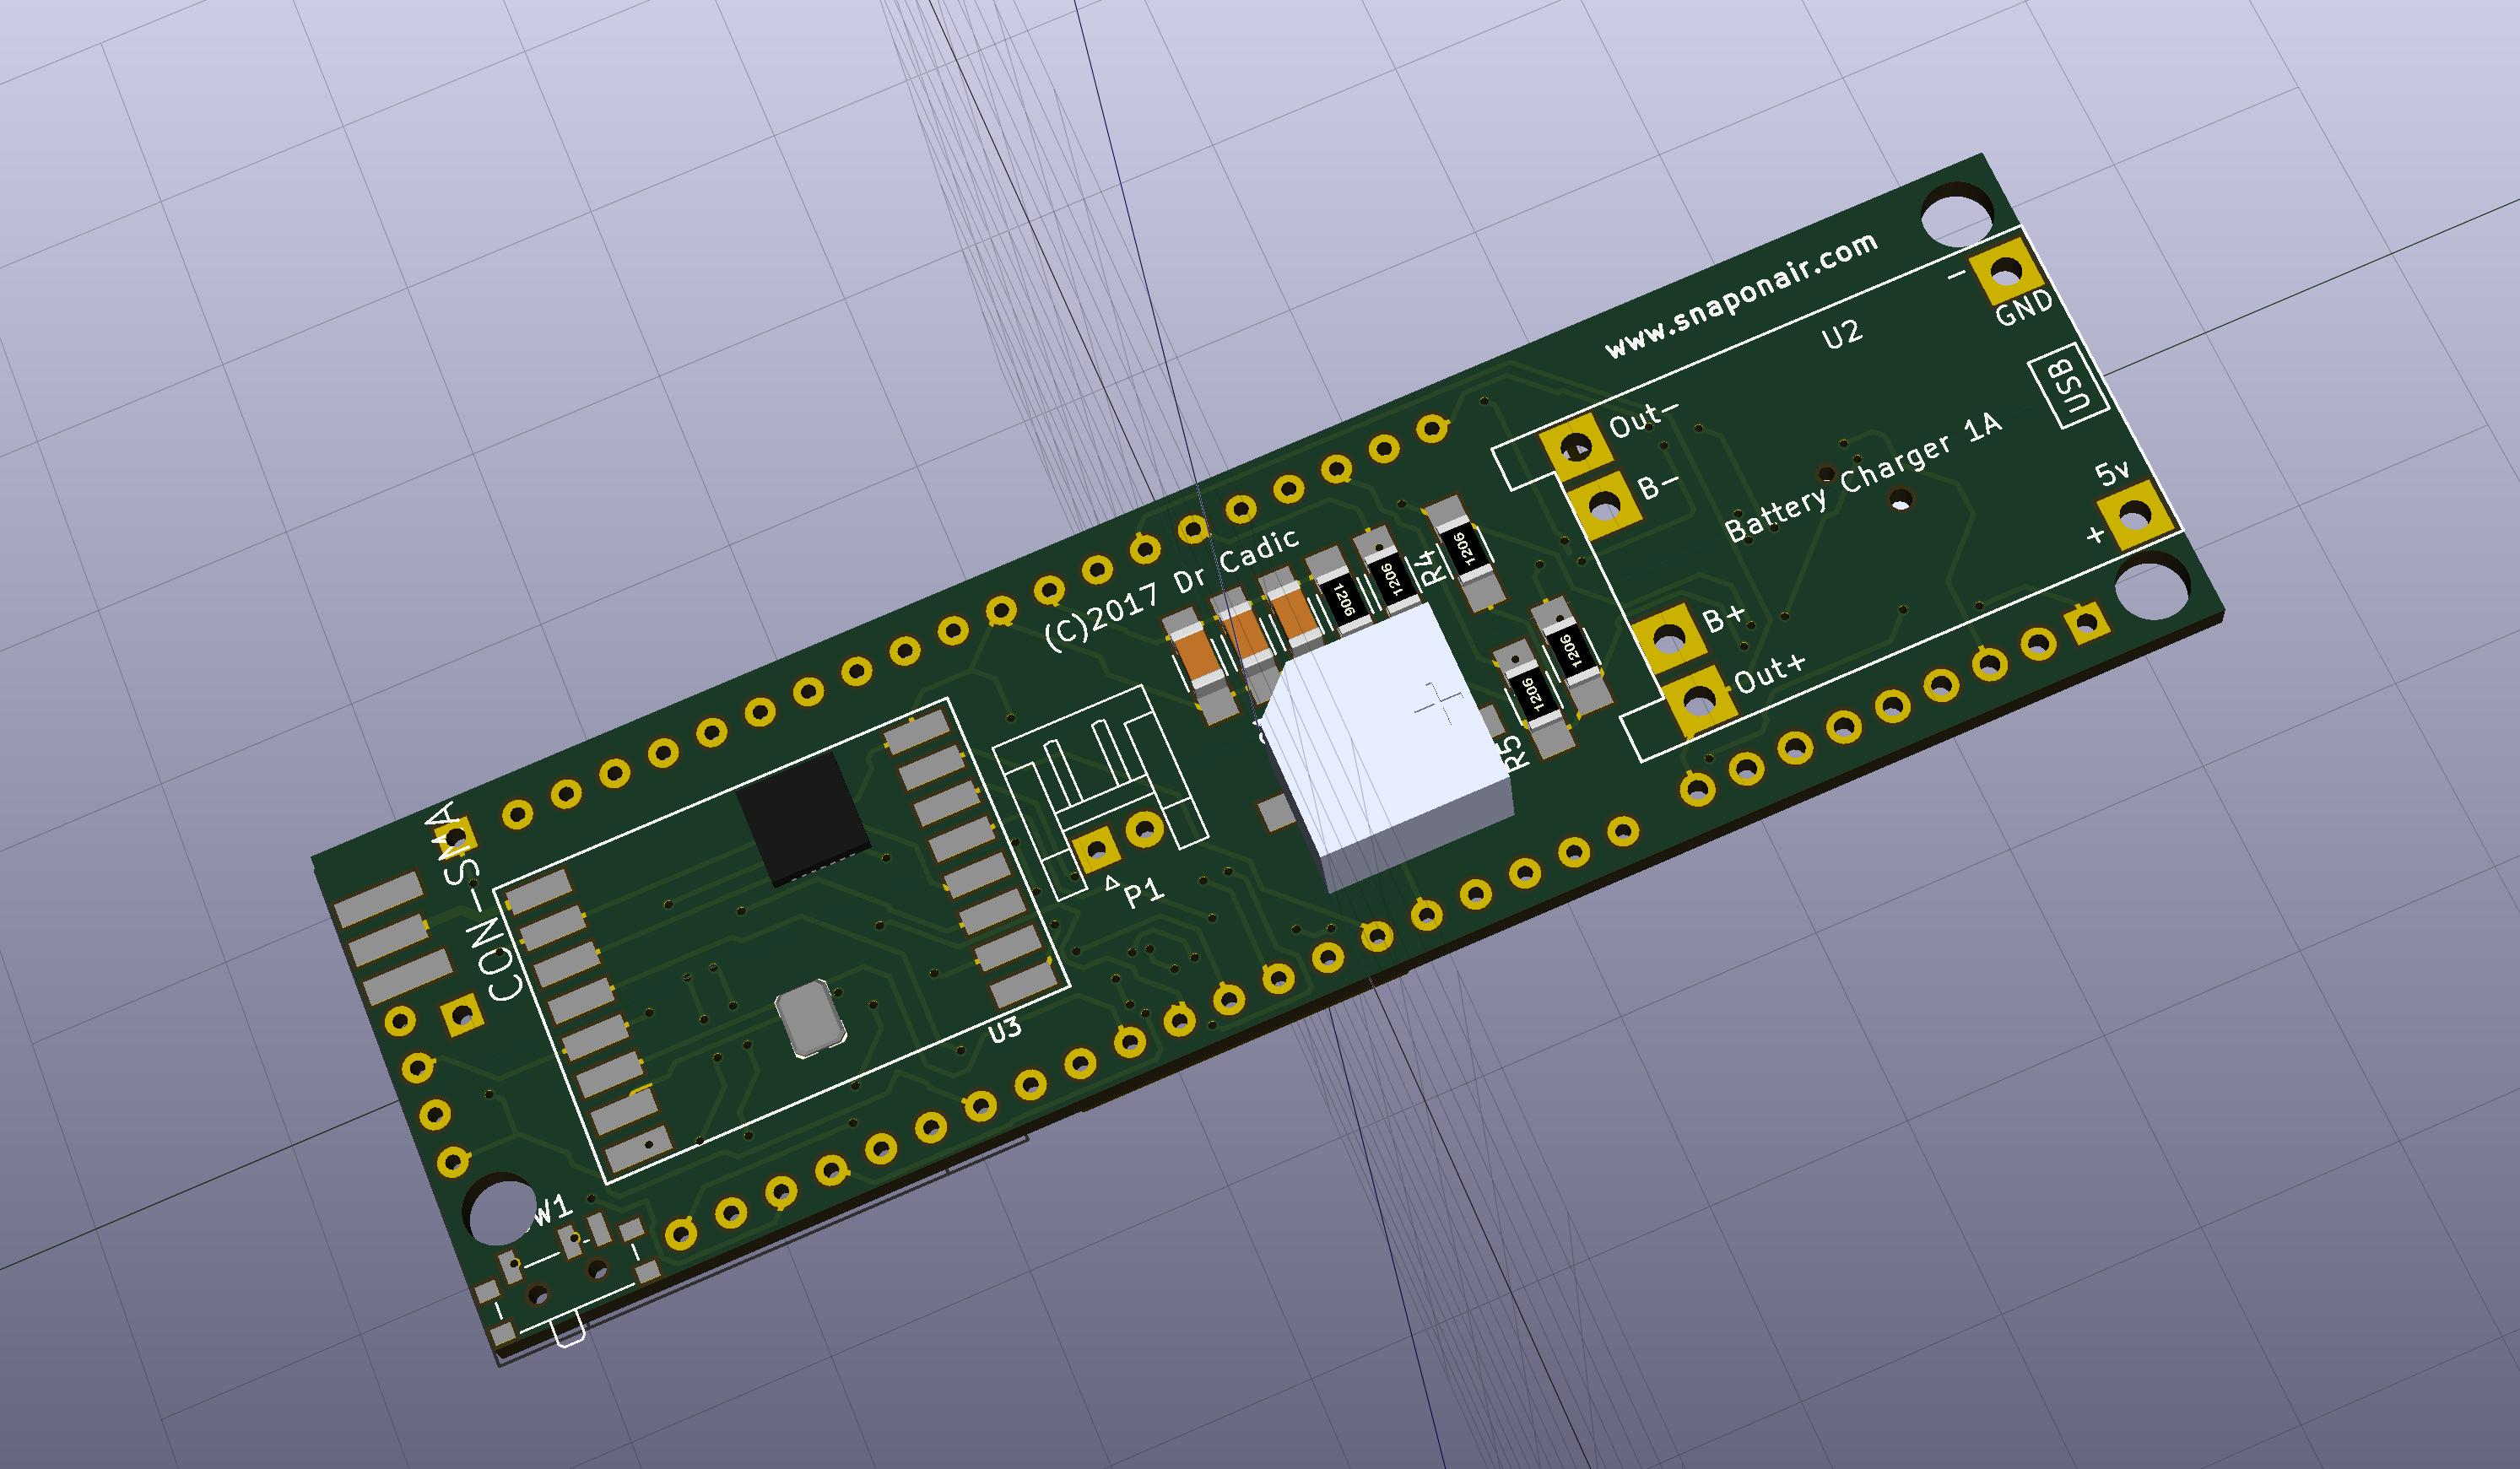 www.snaponair.com
−
GND
U2
USB
Out−
B−
Battery Charger 1A
5v
+
B+
Out+
(C)2017 Dr Cadic
1206
1206
R4
1206
1206
1206
R5
P1
CON-SMA
U3
W1